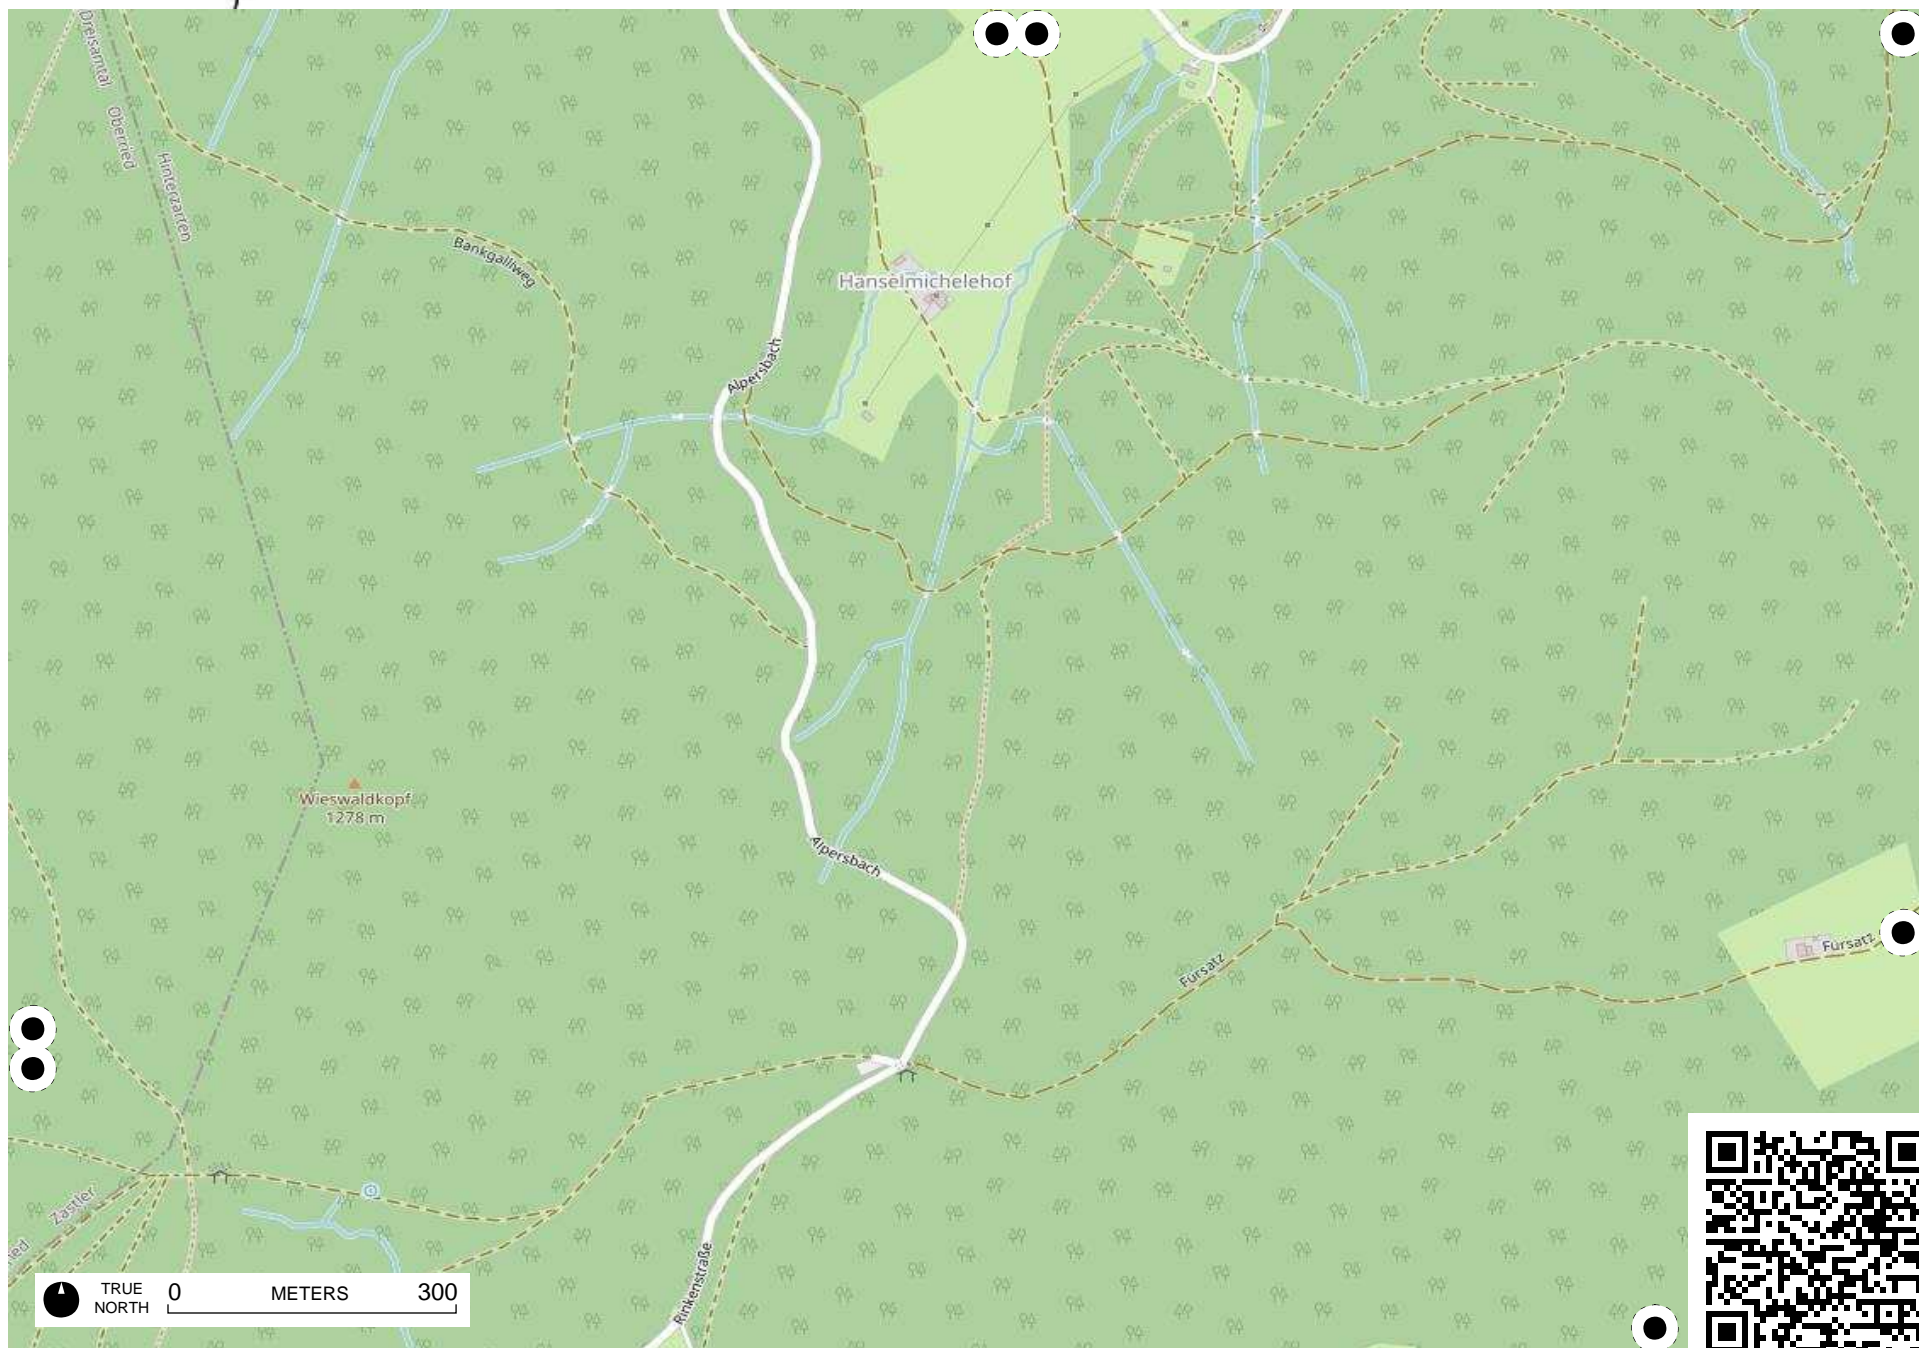 Dreisamtal
Oberried
Hinterzarten
Bankgalliweg
Hanselmichelehof
Alpersbach
Wieswaldkopf
1278 m
Alpersbach
Fürsatz
Fürsatz
Zastler
Rinkenstraße
TRUE
NORTH
0 METERS 300